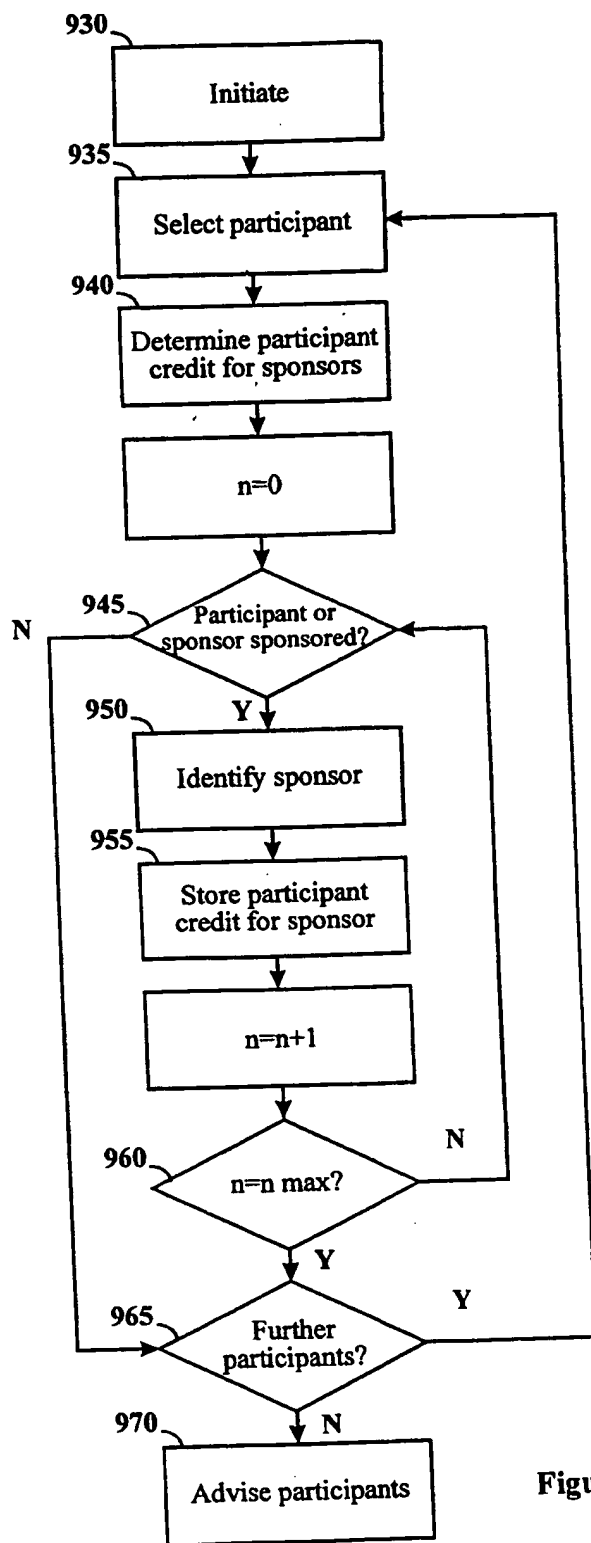 930
Initiate
935
Select participant
940
Determine participant
credit for sponsors
n=0
945
Participant or
sponsor sponsored?
N
Y
950
Identify sponsor
955
Store participant
credit for sponsor
n=n+1
960
n=n max?
N
Y
965
Further
participants?
Y
N
970
Advise participants